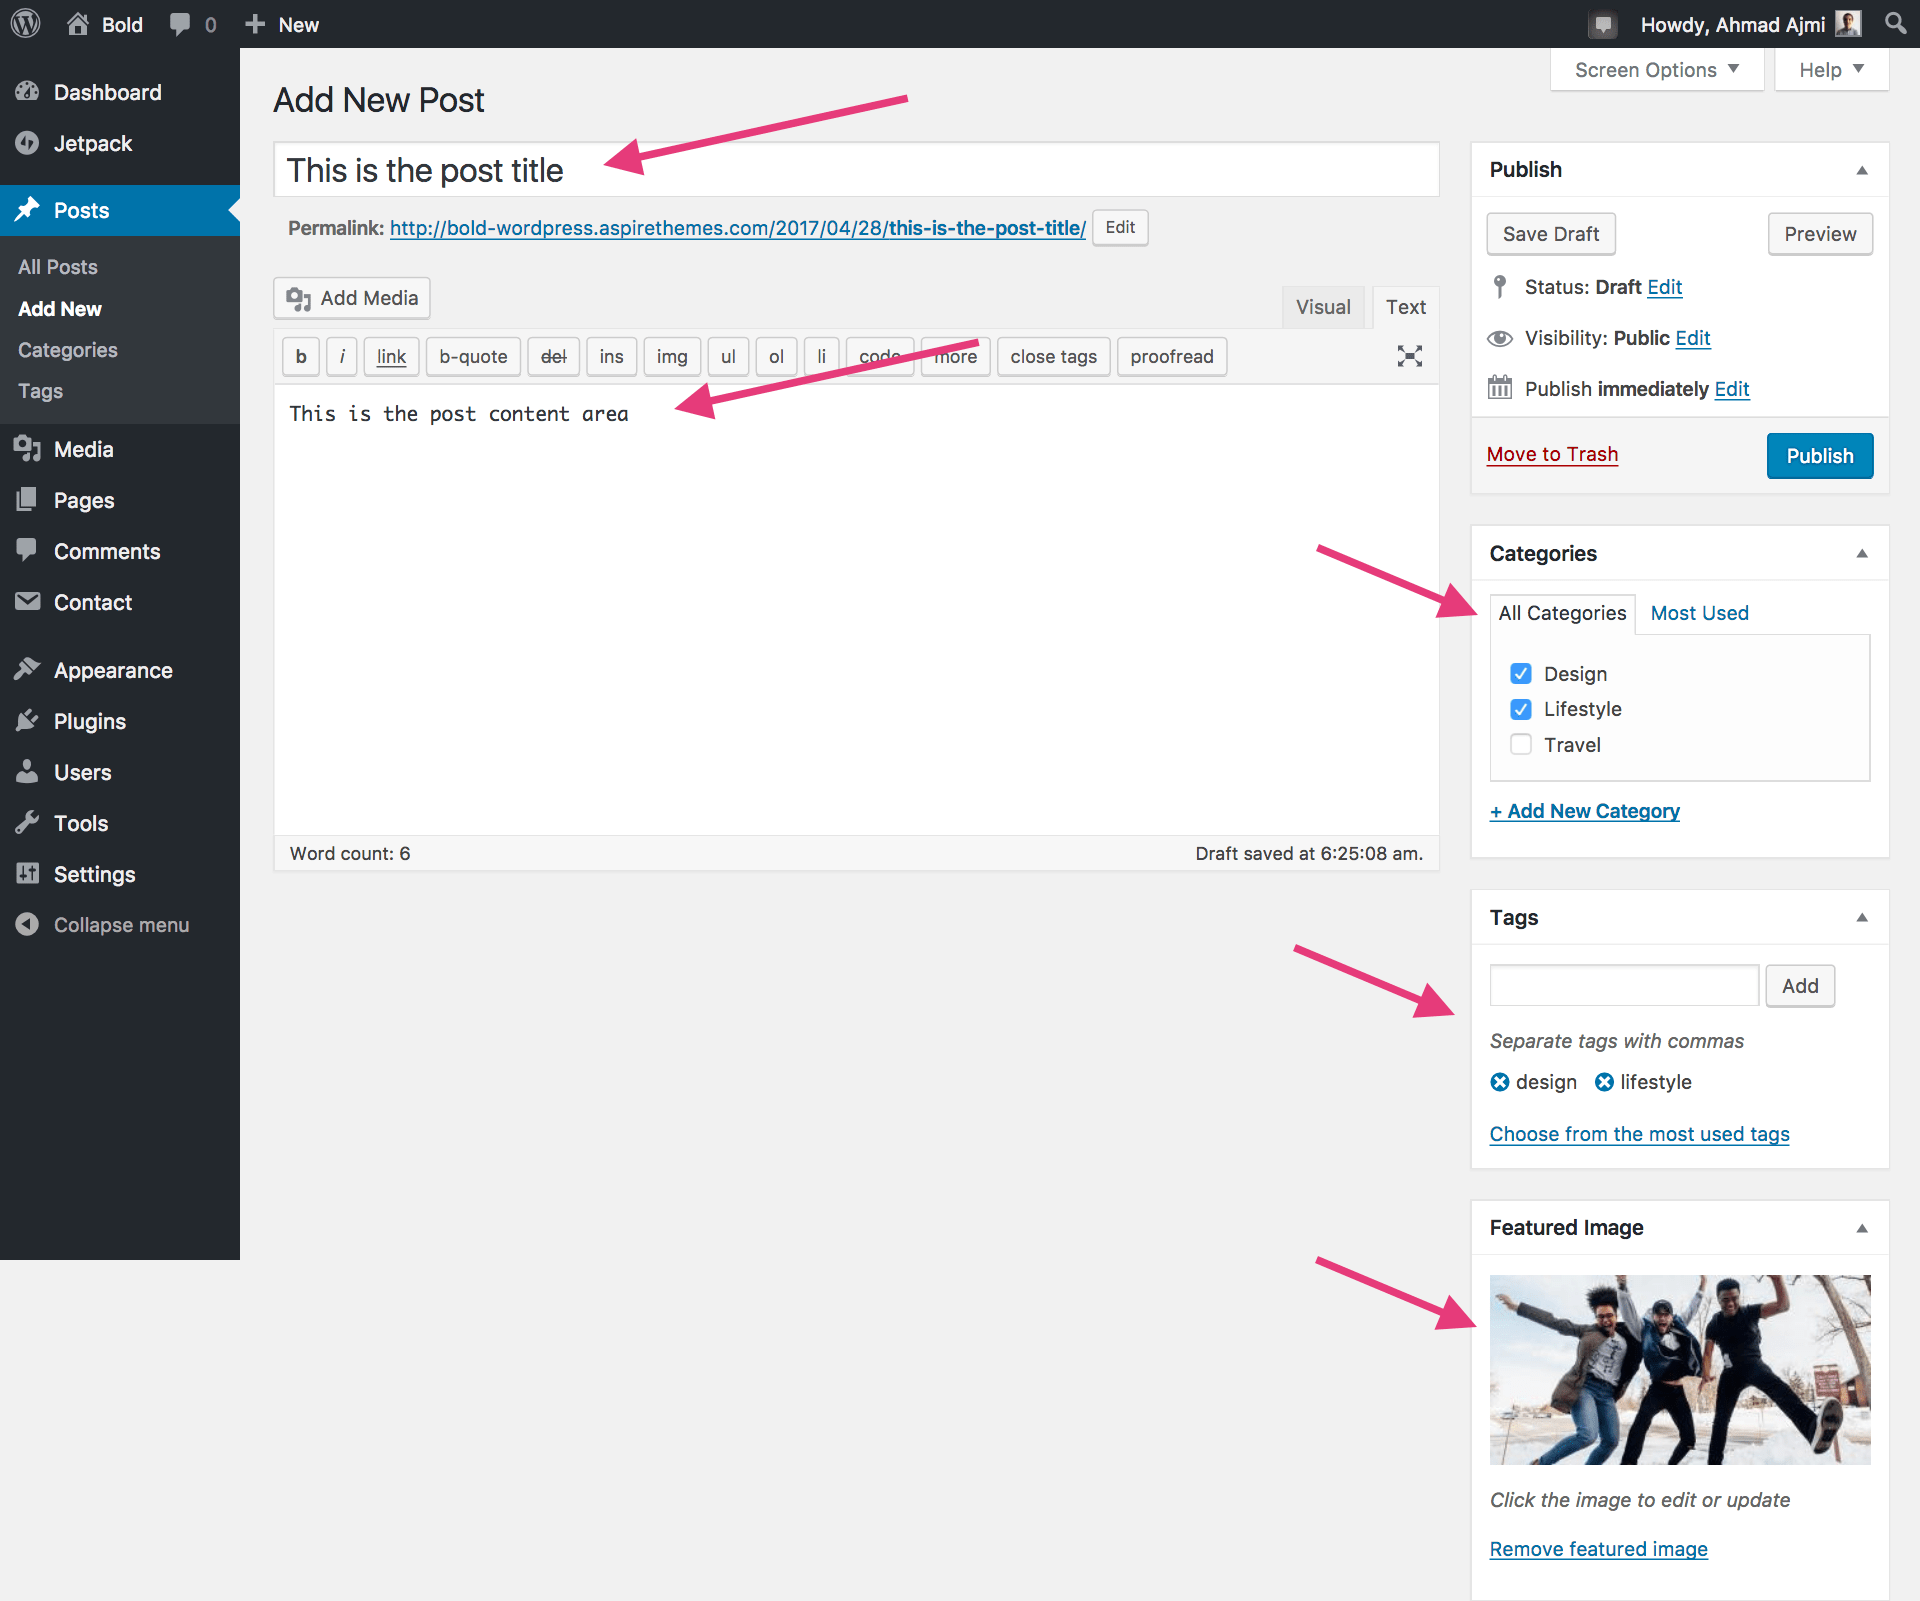 Bold 0 New Howdy, Ahmad Ajmi
Screen Options Help
Dashboard
Jetpack
Posts
All Posts
Add New
Categories
Tags
Media
Pages
Comments
Contact
Appearance
Plugins
Users
Tools
Settings
Collapse menu
Add New Post
This is the post title
Permalink: http://bold-wordpress.aspirethemes.com/2017/04/28/this-is-the-post-title/ Edit
Add Media
Visual Text
b i link b-quote del ins img ul ol li code more close tags proofread
This is the post content area
Word count: 6 Draft saved at 6:25:08 am.
Publish
Save Draft Preview
Status: Draft Edit
Visibility: Public Edit
Publish immediately Edit
Move to Trash Publish
Categories
All Categories Most Used
Design
Lifestyle
Travel
+ Add New Category
Tags
Add
Separate tags with commas
design lifestyle
Choose from the most used tags
Featured Image
Click the image to edit or update
Remove featured image